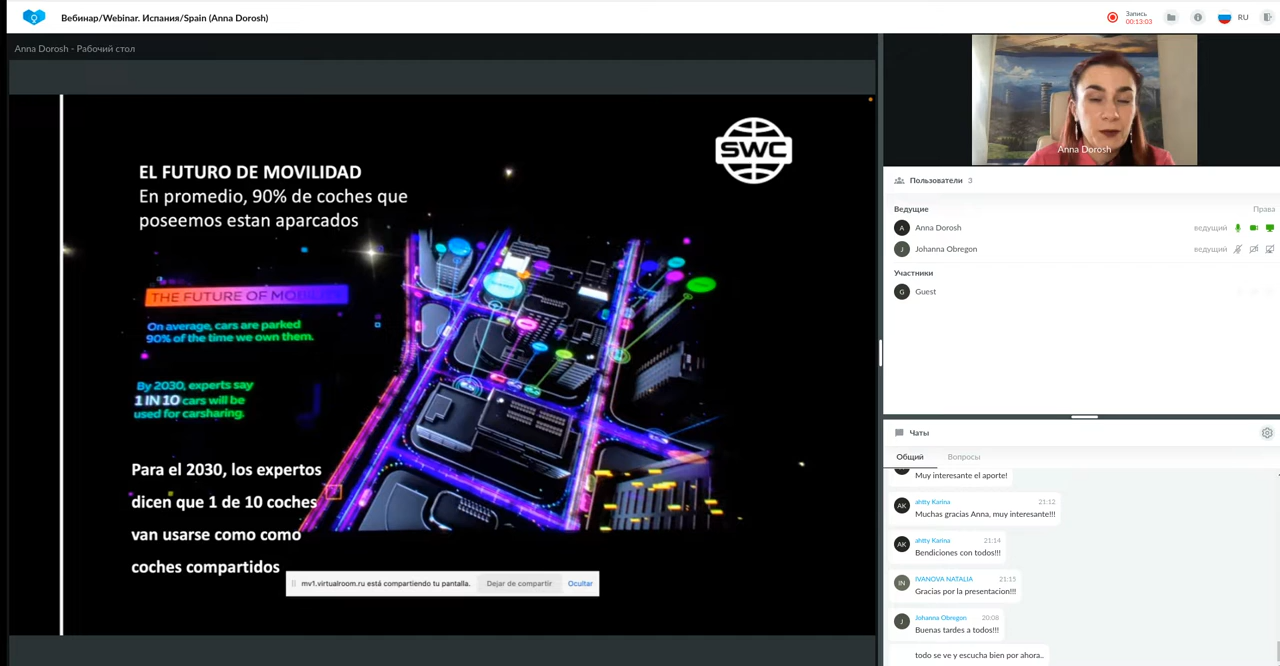 Вебинар/Webinar. Испания/Spain (Anna Dorosh)
Запись
00:13:03
RU
Anna Dorosh - Рабочий стол
SWC
EL FUTURO DE MOVILIDAD
En promedio, 90% de coches que
poseemos estan aparcados
THE FUTURE OF MOBILITY
On average, cars are parked
90% of the time we own them.
By 2030, experts say
1 IN 10 cars will be
used for carsharing.
Para el 2030, los expertos
dicen que 1 de 10 coches
van usarse como como
coches compartidos
mv1.virtualroom.ru está compartiendo tu pantalla.
Dejar de compartir
Ocultar
Anna Dorosh
Пользователи 3
Ведущие
Права
A Anna Dorosh ведущий
J Johanna Obregon ведущий
Участники
G Guest
Чаты
Общий
Вопросы
Muy interesante el aporte!
AK ahtty Karina 21:12
Muchas gracias Anna, muy interesante!!!
AK ahtty Karina 21:14
Bendiciones con todos!!!
IN IVANOVA NATALIA 21:15
Gracias por la presentacion!!!
J Johanna Obregon 20:08
Buenas tardes a todos!!!
todo se ve y escucha bien por ahora..